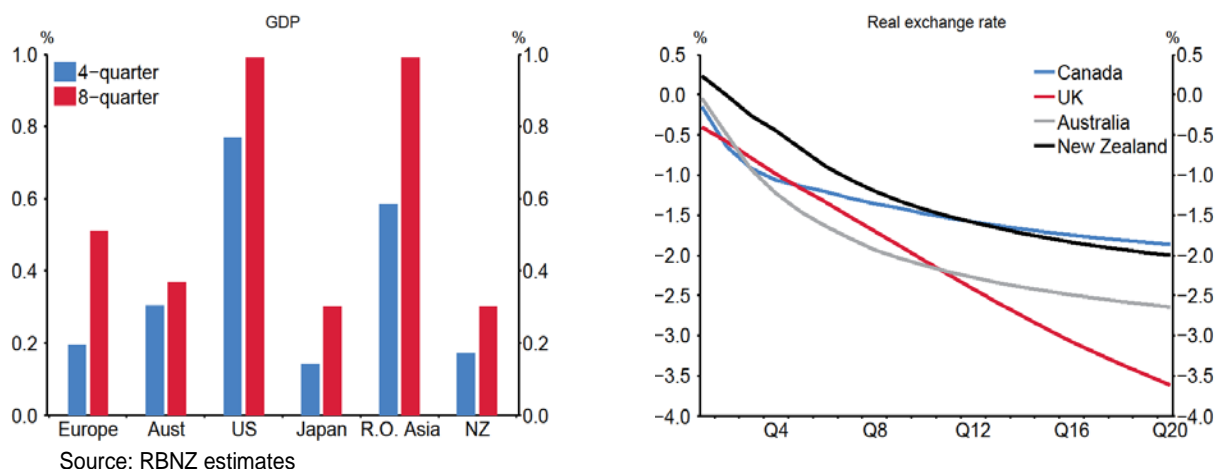 GDP
% %
4-quarter
8-quarter
1.0 1.0
0.8 0.8
0.6 0.6
0.4 0.4
0.2 0.2
0.0 0.0
Europe Aust US Japan R.O. Asia NZ
Source: RBNZ estimates
Real exchange rate
% %
Canada
UK
Australia
New Zealand
0.5 0.5
0.0 0.0
−0.5 −0.5
−1.0 −1.0
−1.5 −1.5
−2.0 −2.0
−2.5 −2.5
−3.0 −3.0
−3.5 −3.5
−4.0 −4.0
Q4 Q8 Q12 Q16 Q20